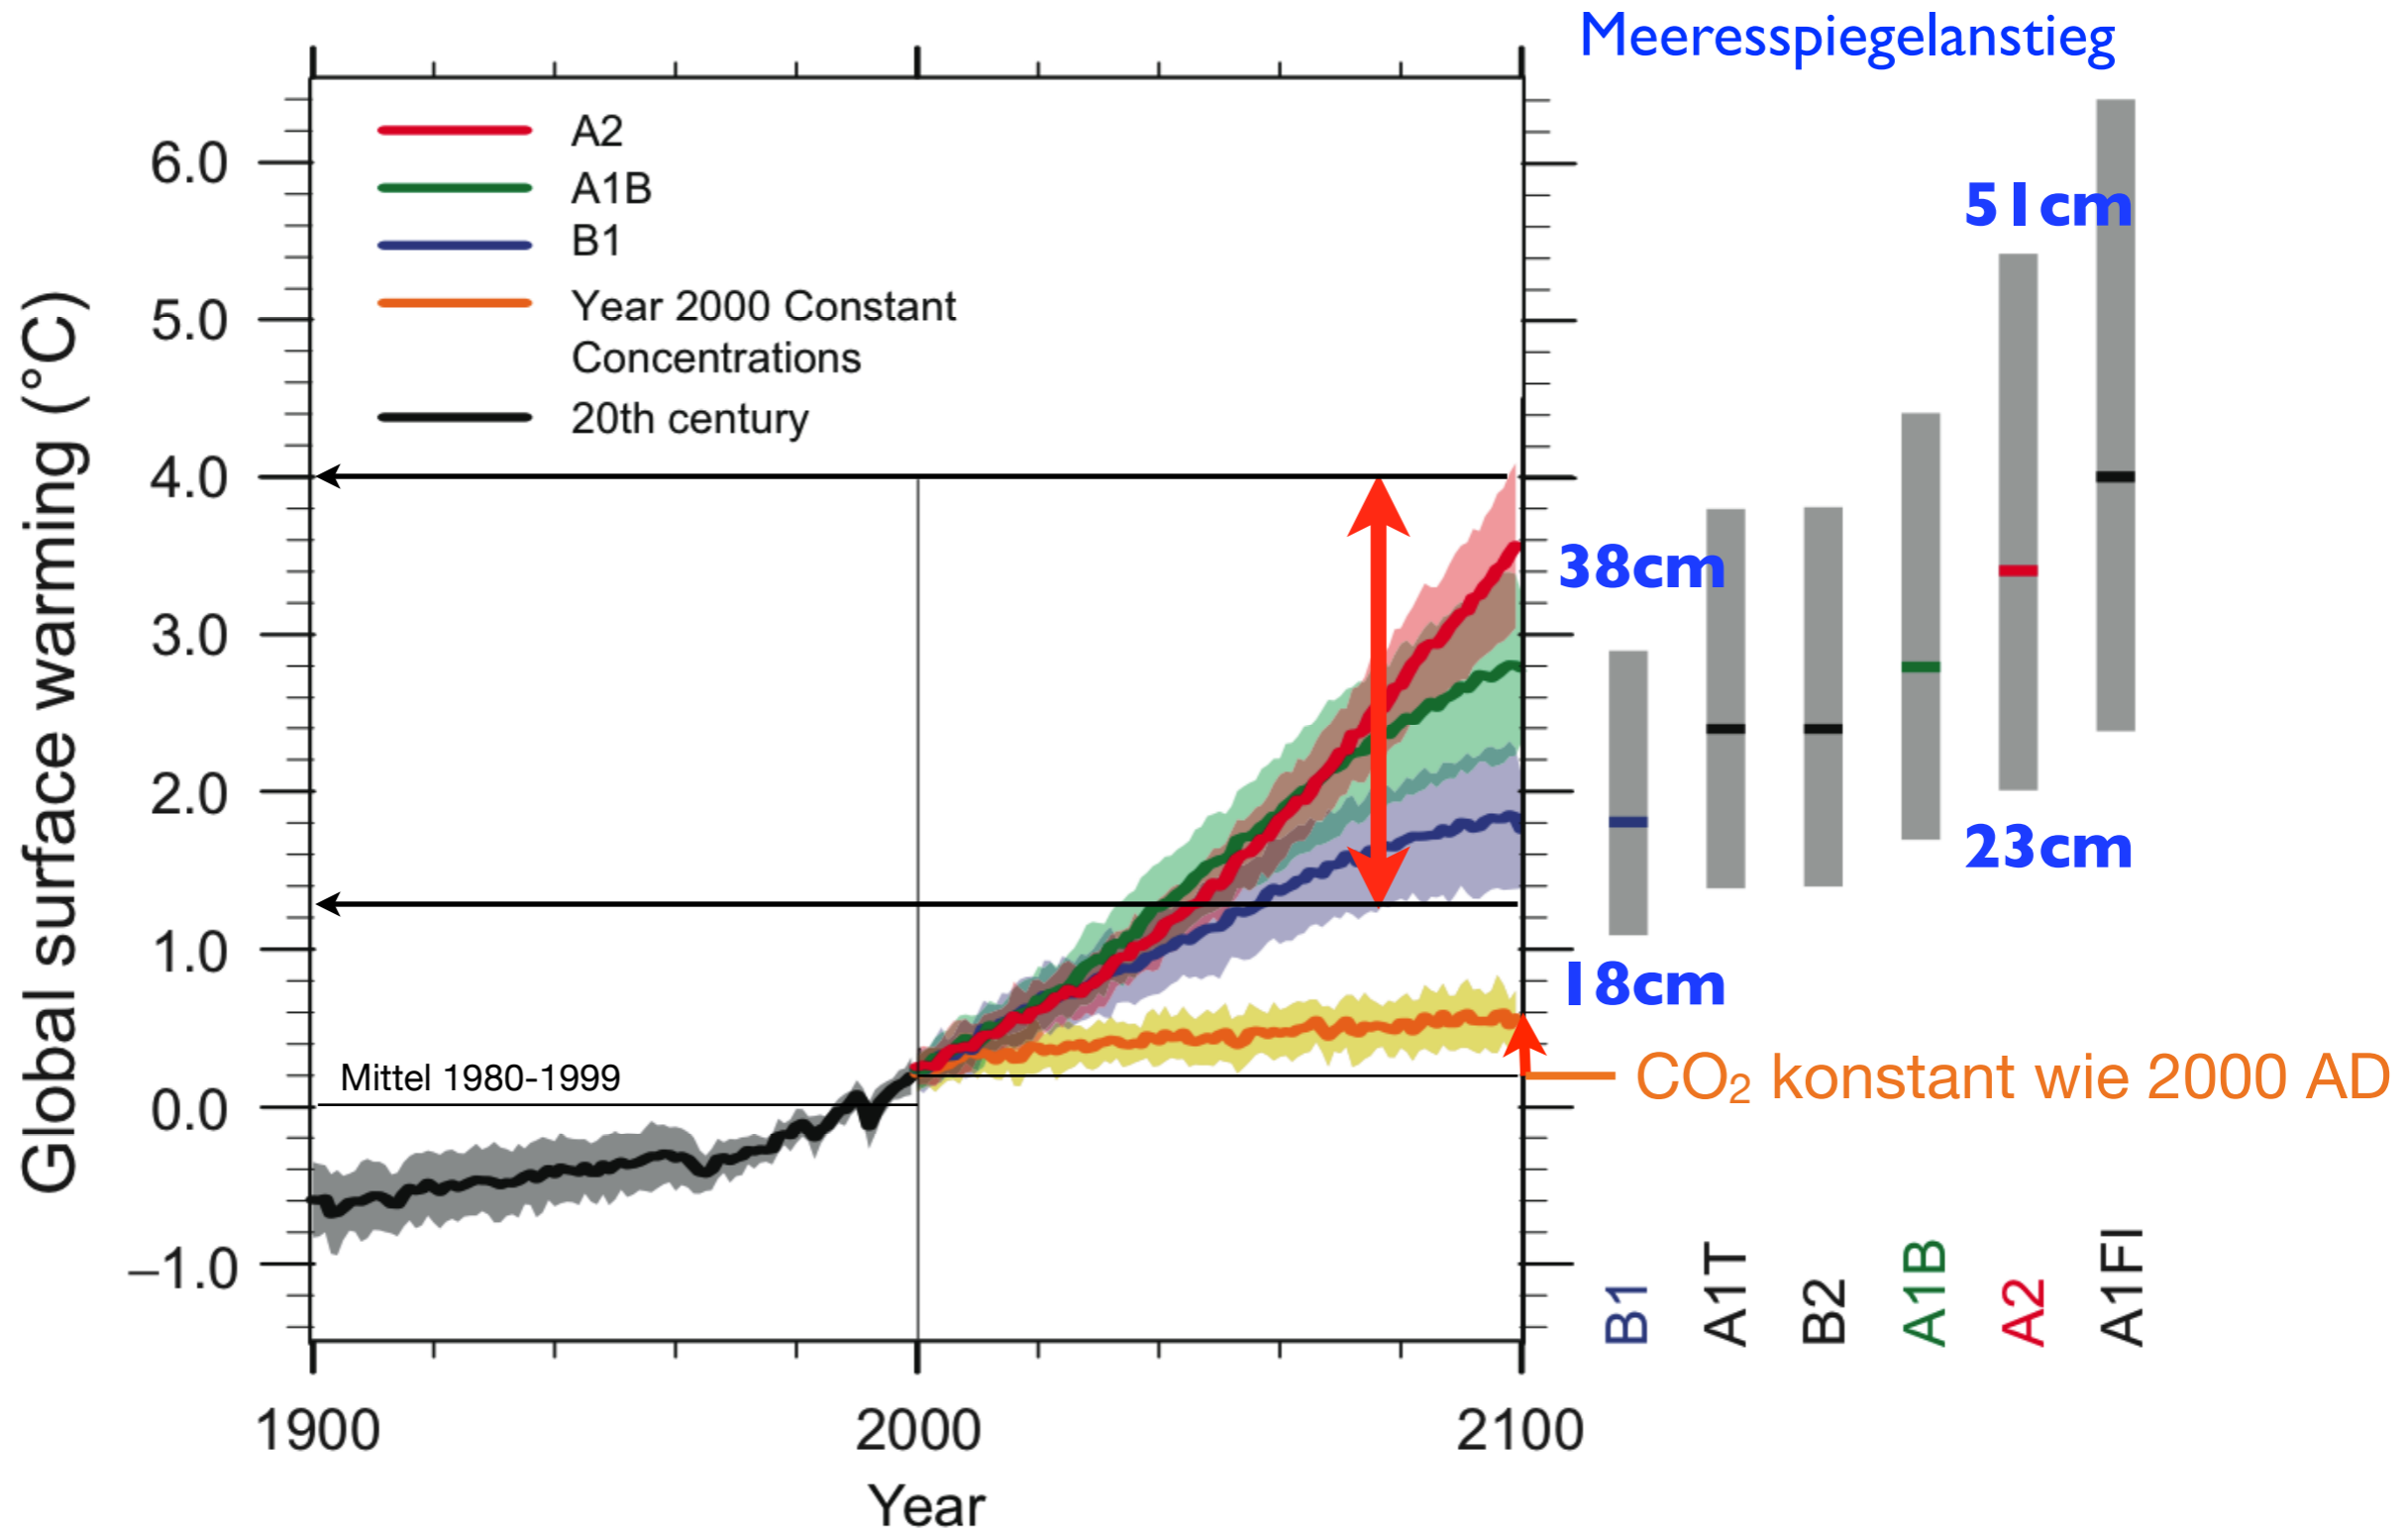 Meeresspiegelanstieg
A2
A1B
B1
Year 2000 Constant
Concentrations
20th century
Global surface warming (°C)
6.0
5.0
4.0
3.0
2.0
1.0
0.0
–1.0
Mittel 1980-1999
51cm
38cm
23cm
18cm
CO₂ konstant wie 2000 AD
B1
A1T
B2
A1B
A2
A1FI
1900
2000
2100
Year